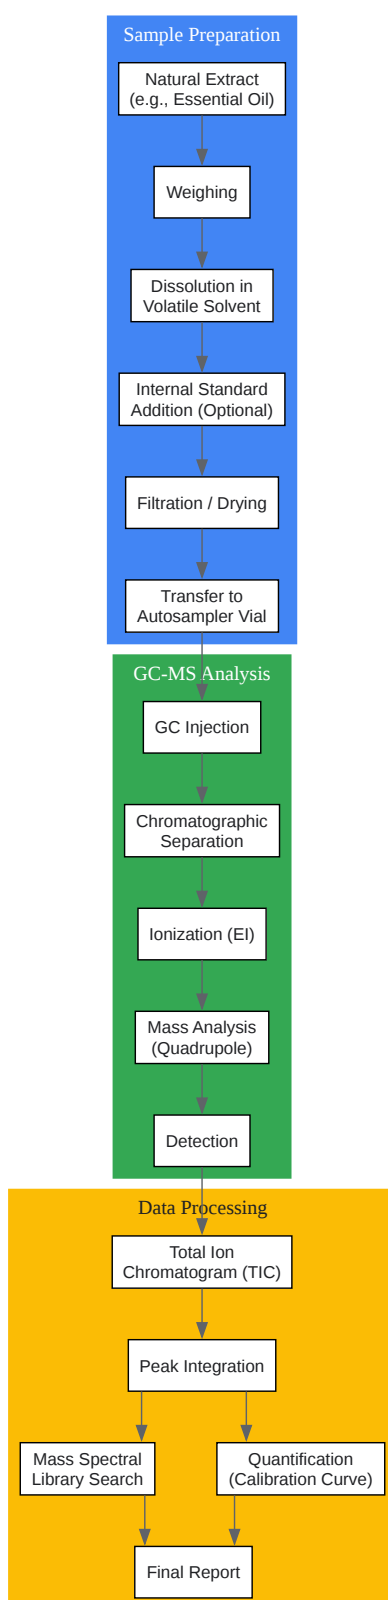 Sample Preparation
Natural Extract
(e.g., Essential Oil)
Weighing
Dissolution in
Volatile Solvent
Internal Standard
Addition (Optional)
Filtration / Drying
Transfer to
Autosampler Vial
GC-MS Analysis
GC Injection
Chromatographic
Separation
Ionization (EI)
Mass Analysis
(Quadrupole)
Detection
Data Processing
Total Ion
Chromatogram (TIC)
Peak Integration
Mass Spectral
Library Search
Quantification
(Calibration Curve)
Final Report